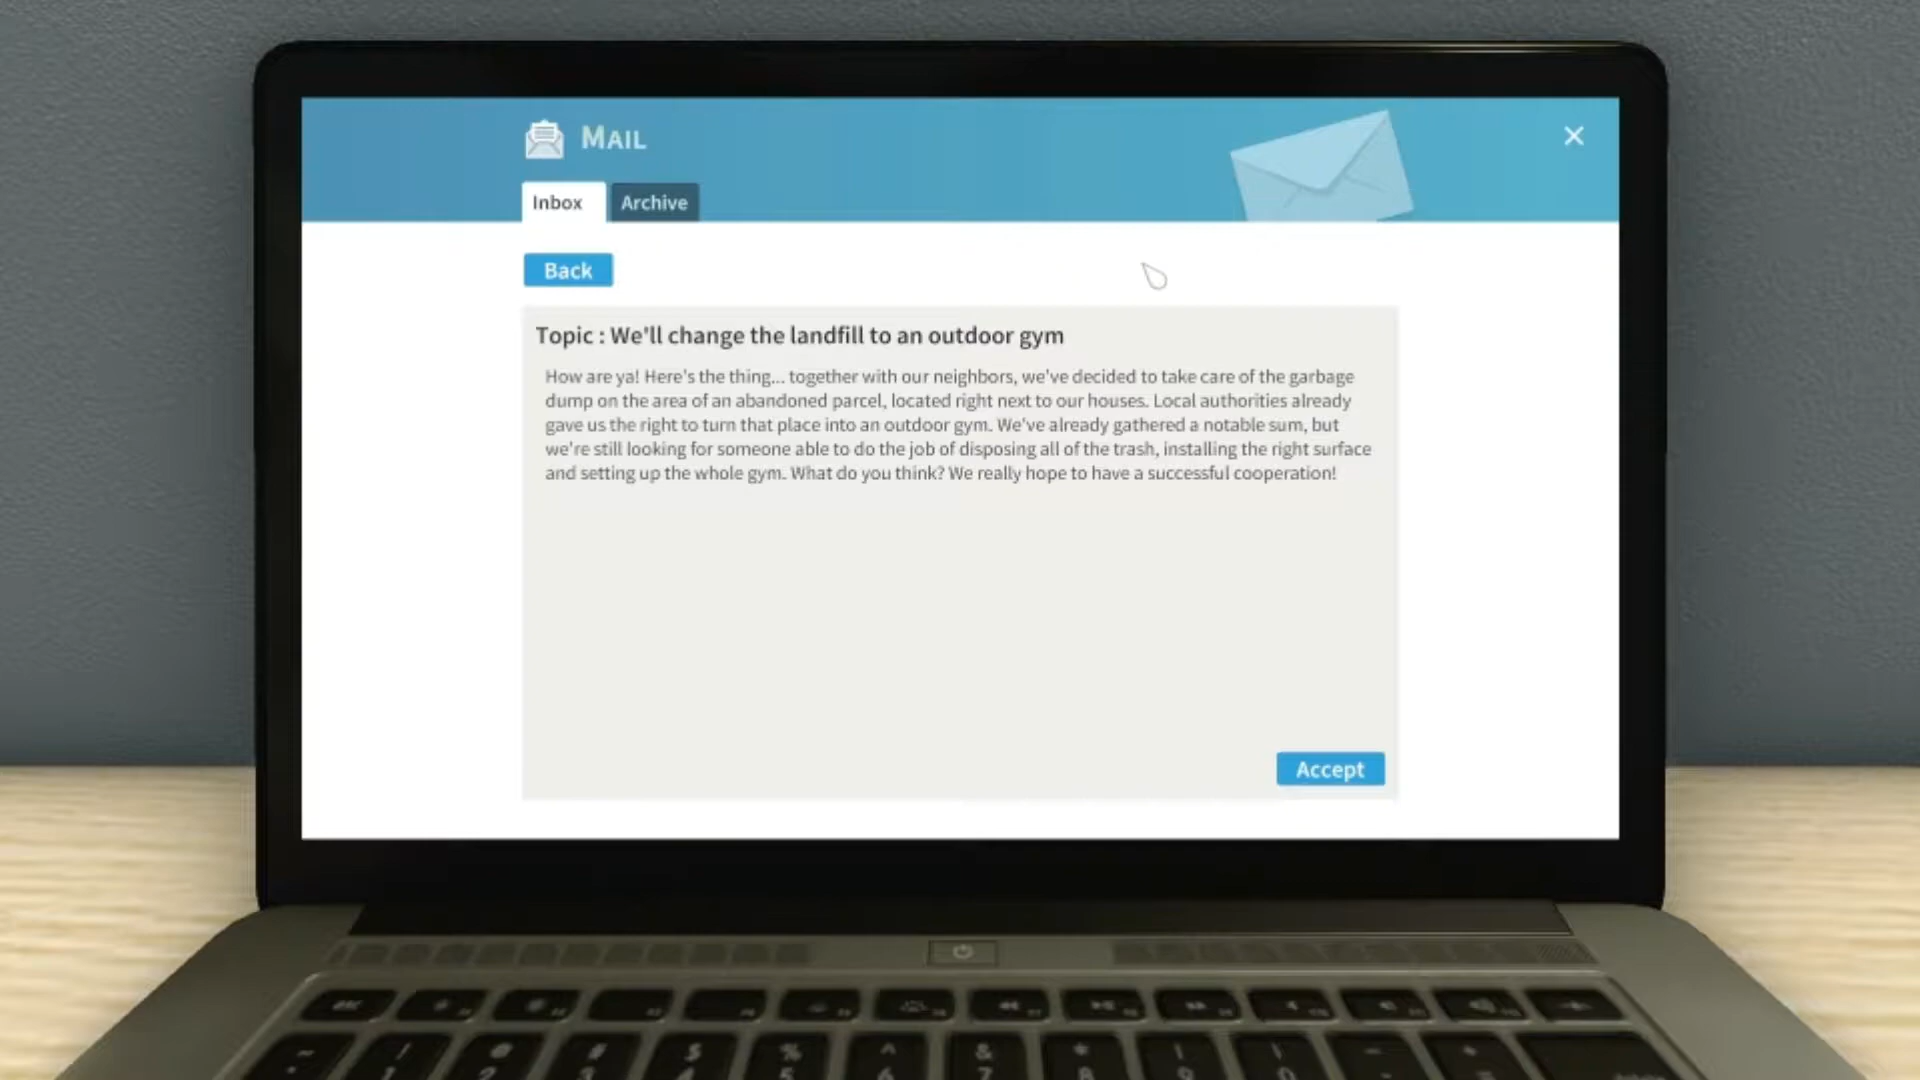 MAIL
Inbox
Archive
Back
Topic : We'll change the landfill to an outdoor gym
How are ya! Here's the thing... together with our neighbors, we've decided to take care of the garbage
dump on the area of an abandoned parcel, located right next to our houses. Local authorities already
gave us the right to turn that place into an outdoor gym. We've already gathered a notable sum, but
we're still looking for someone able to do the job of disposing all of the trash, installing the right surface
and setting up the whole gym. What do you think? We really hope to have a successful cooperation!
Accept